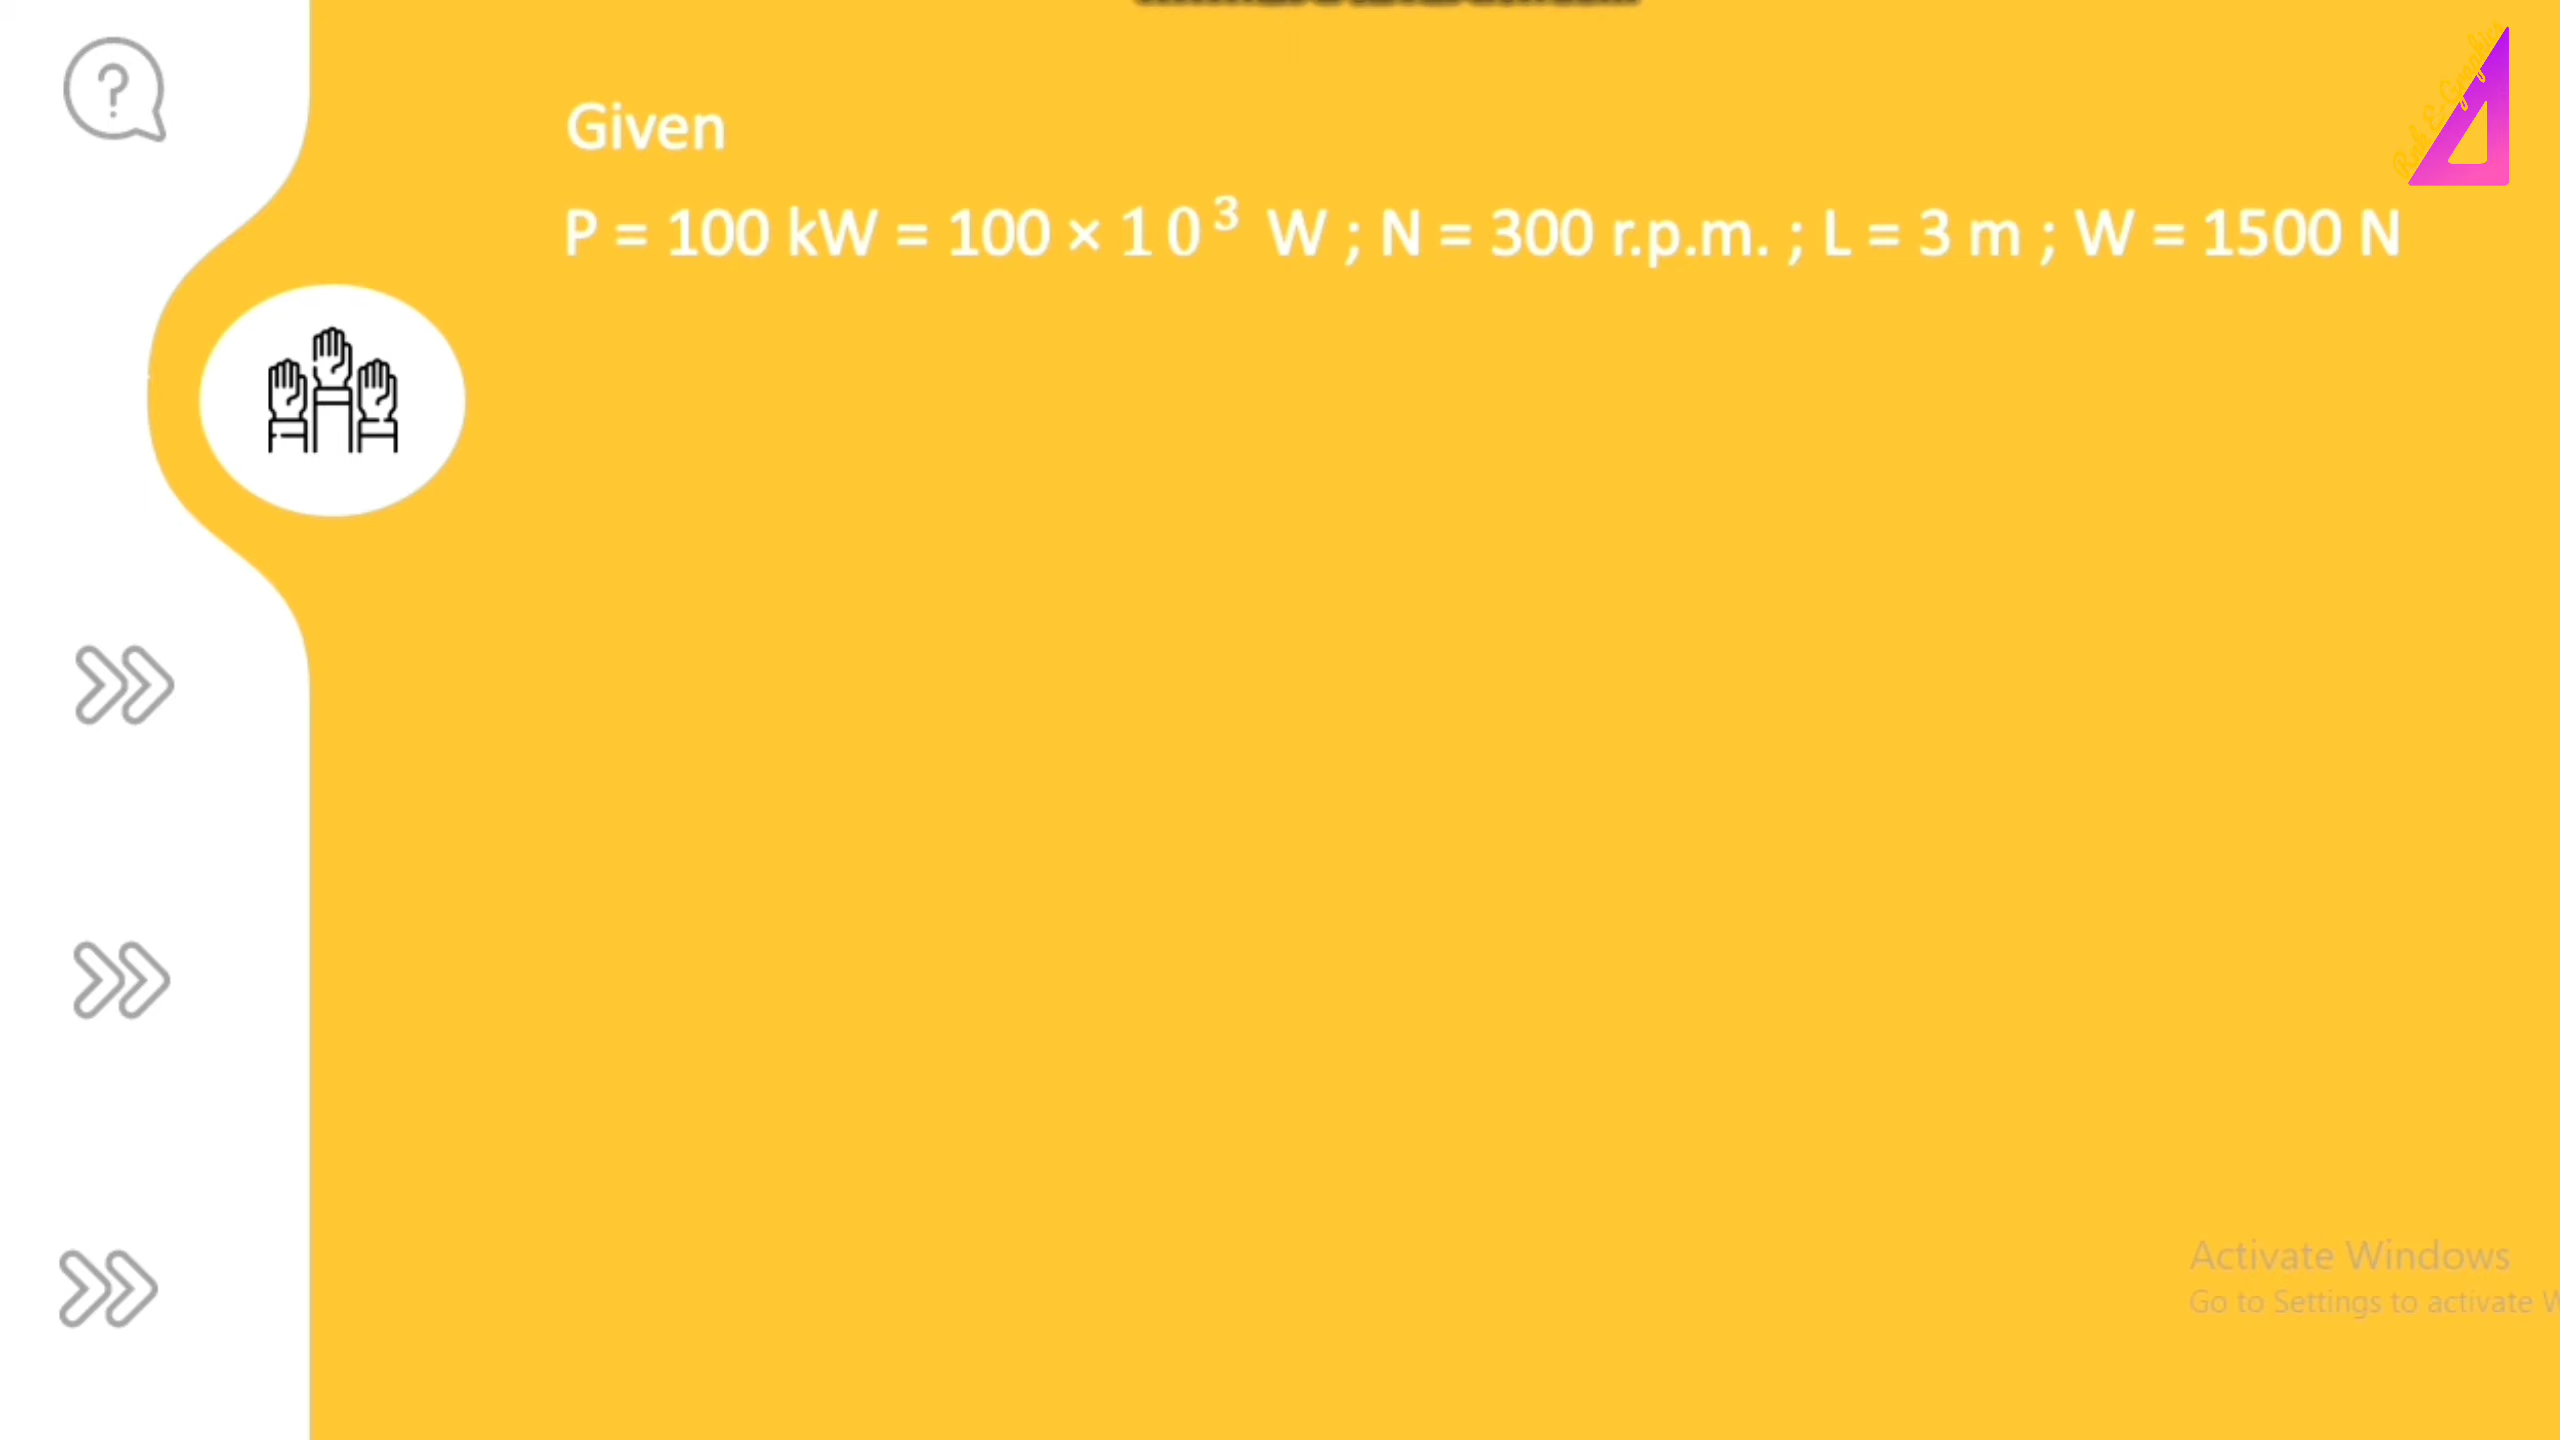 Given
P = 100 kW = 100 × 10³ W ; N = 300 r.p.m. ; L = 3 m ; W = 1500 N
?
Activate Windows
Go to Settings to activate